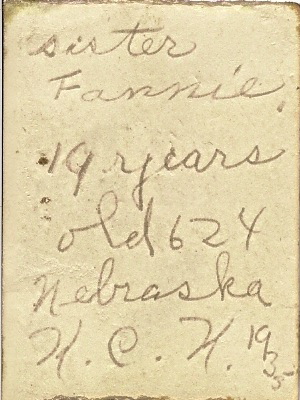 sister
Fannie.
19 years
old 624
Nebraska
K. C. K. 1935